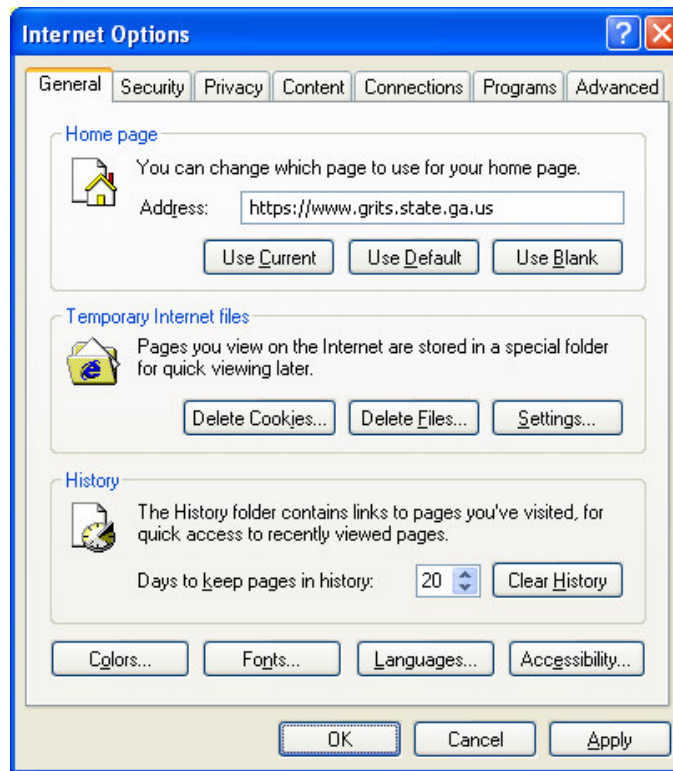 Internet Options
General Security Privacy Content Connections Programs Advanced
Home page
You can change which page to use for your home page.
Address: https://www.grits.state.ga.us
Use Current Use Default Use Blank
Temporary Internet files
Pages you view on the Internet are stored in a special folder
for quick viewing later.
Delete Cookies... Delete Files... Settings...
History
The History folder contains links to pages you've visited, for
quick access to recently viewed pages.
Days to keep pages in history: 20 Clear History
Colors... Fonts... Languages... Accessibility...
OK Cancel Apply